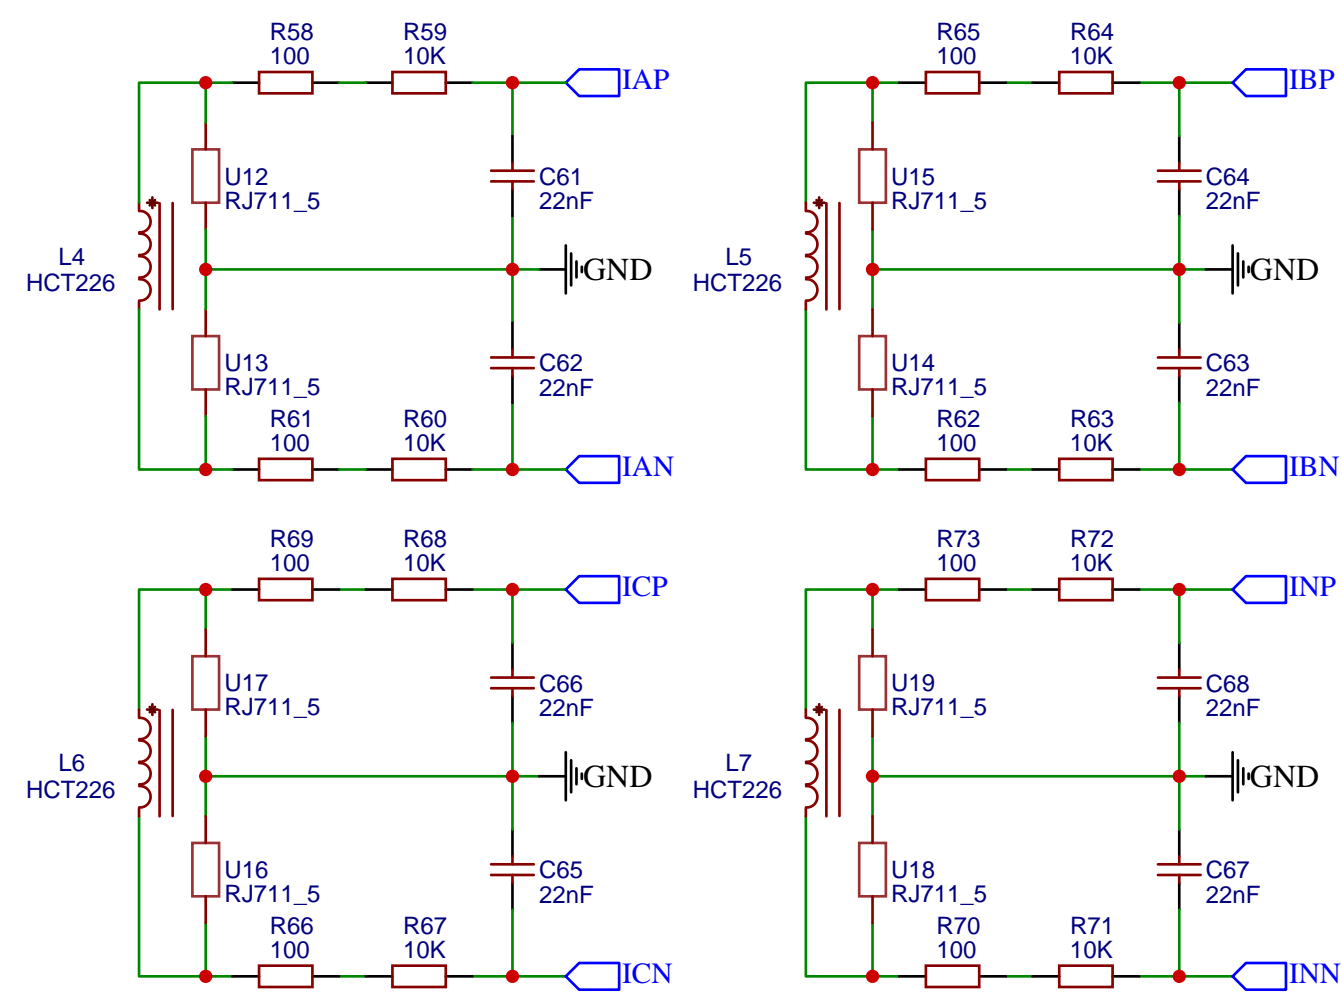 R58
100
R59
10K
IAP
U12
RJ711_5
C61
22nF
L4
HCT226
GND
U13
RJ711_5
C62
22nF
R61
100
R60
10K
IAN
R65
100
R64
10K
IBP
U15
RJ711_5
C64
22nF
L5
HCT226
GND
U14
RJ711_5
C63
22nF
R62
100
R63
10K
IBN
R69
100
R68
10K
ICP
U17
RJ711_5
C66
22nF
L6
HCT226
GND
U16
RJ711_5
C65
22nF
R66
100
R67
10K
ICN
R73
100
R72
10K
INP
U19
RJ711_5
C68
22nF
L7
HCT226
GND
U18
RJ711_5
C67
22nF
R70
100
R71
10K
INN